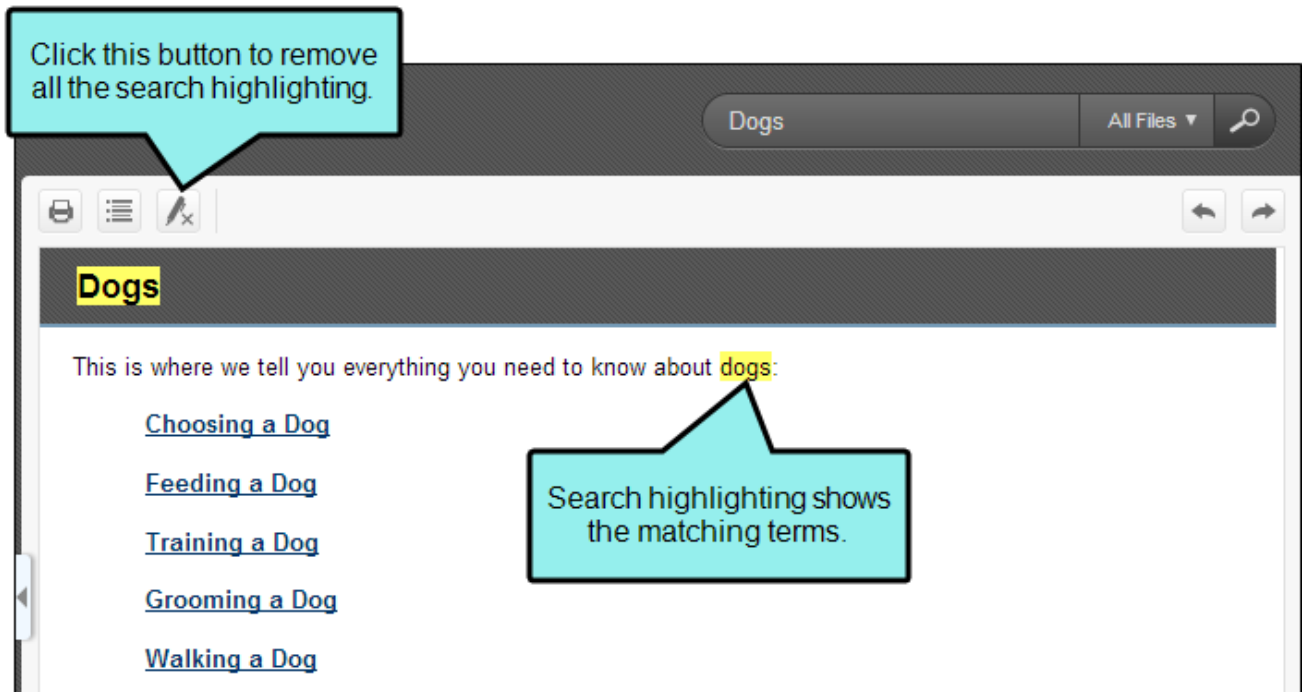 Click this button to remove
all the search highlighting.
Dogs
All Files ▼
Dogs
This is where we tell you everything you need to know about dogs:
Choosing a Dog
Feeding a Dog
Search highlighting shows
the matching terms.
Training a Dog
Grooming a Dog
Walking a Dog